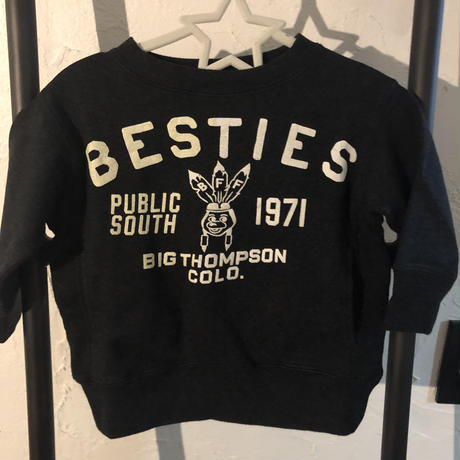 BESTIES
BFF
PUBLIC SOUTH
1971
BIG THOMPSON
COLO.